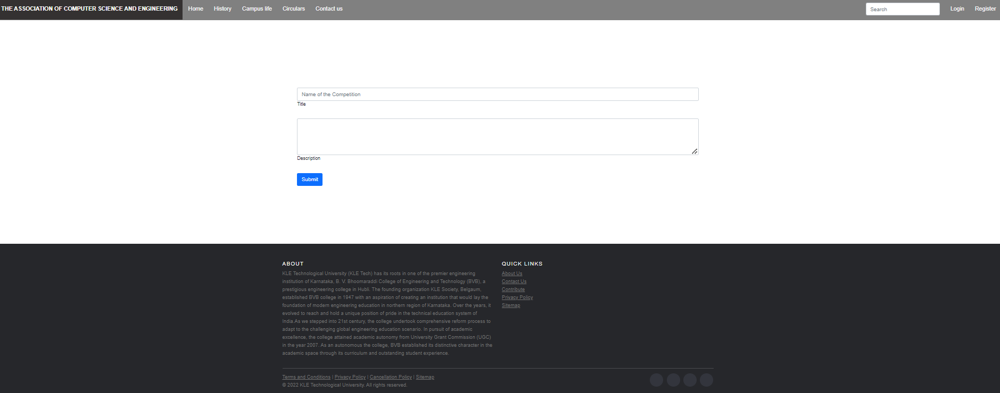 THE ASSOCIATION OF COMPUTER SCIENCE AND ENGINEERING Home History Campus life Circulars Contact us Search Login Register
Name of the Competition
Title
Description
Submit
ABOUT
KLE Technological University (KLE Tech) has its roots in one of the premier engineering
institution of Karnataka, B. V. Bhoomaraddi College of Engineering and Technology (BVB), a
prestigious engineering college in Hubli. The founding organization KLE Society, Belgaum,
established BVB college in 1947 with an aspiration of creating an institution that would lay the
foundation of modern engineering education in northern region of Karnataka. Over the years, it
evolved to reach and hold a unique position of pride in the technical education system of
India.As we stepped into 21st century, the college undertook comprehensive reform process to
adapt to the challenging global engineering education scenario. In pursuit of academic
excellence, the college attained academic autonomy from University Grant Commission (UGC)
in the year 2007. As an autonomous the college, BVB established its distinctive character in the
academic space through its curriculum and outstanding student experience.
QUICK LINKS
About Us
Contact Us
Contribute
Privacy Policy
Sitemap
Terms and Conditions | Privacy Policy | Cancellation Policy | Sitemap
© 2022 KLE Technological University. All rights reserved.